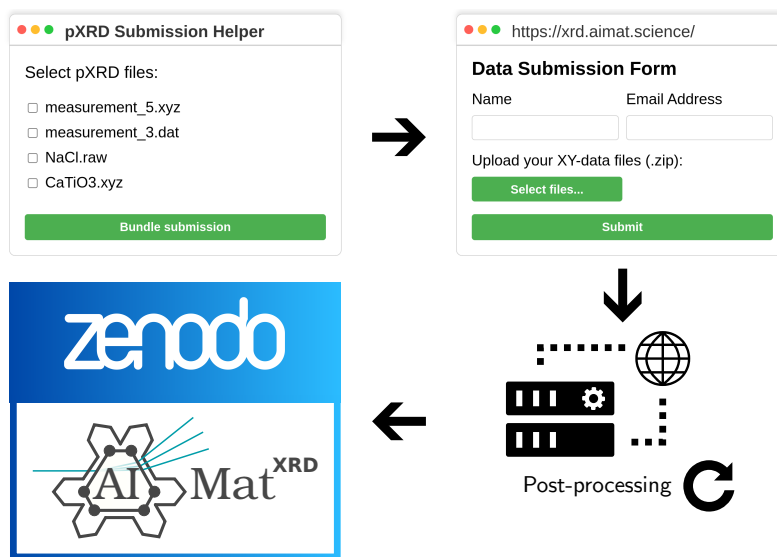 pXRD Submission Helper
Select pXRD files:
measurement_5.xyz
measurement_3.dat
NaCl.raw
CaTiO3.xyz
Bundle submission
https://xrd.aimat.science/
Data Submission Form
Name
Email Address
Upload your XY-data files (.zip):
Select files...
Submit
Post-processing
zenodo
AI Mat XRD